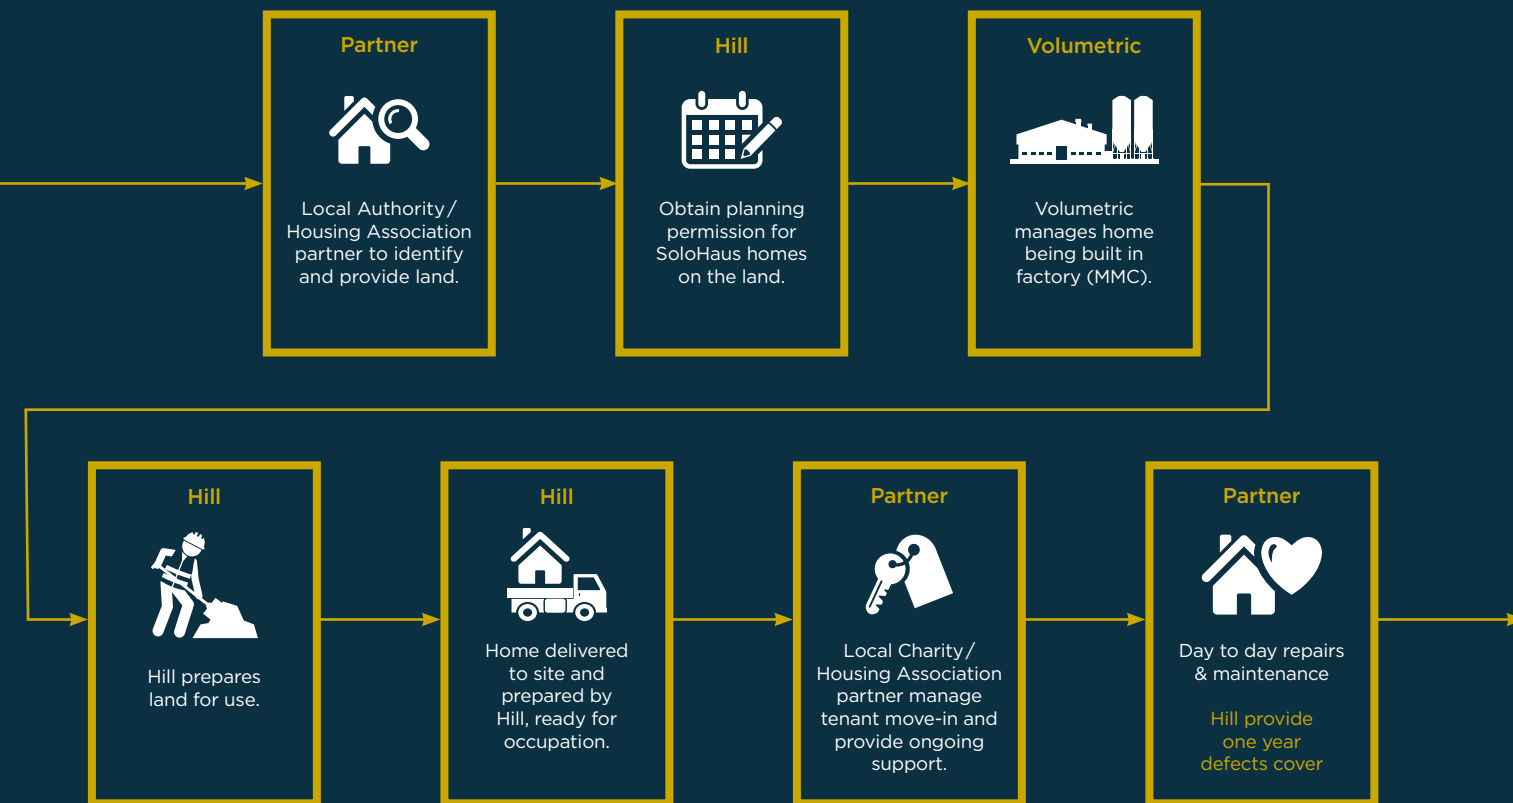 Partner
Local Authority/
Housing Association
partner to identify
and provide land.
Hill
Obtain planning
permission for
SoloHaus homes
on the land.
Volumetric
Volumetric
manages home
being built in
factory (MMC).
Hill
Hill prepares
land for use.
Hill
Home delivered
to site and
prepared by
Hill, ready for
occupation.
Partner
Local Charity/
Housing Association
partner manage
tenant move-in and
provide ongoing
support.
Partner
Day to day repairs
& maintenance
Hill provide
one year
defects cover